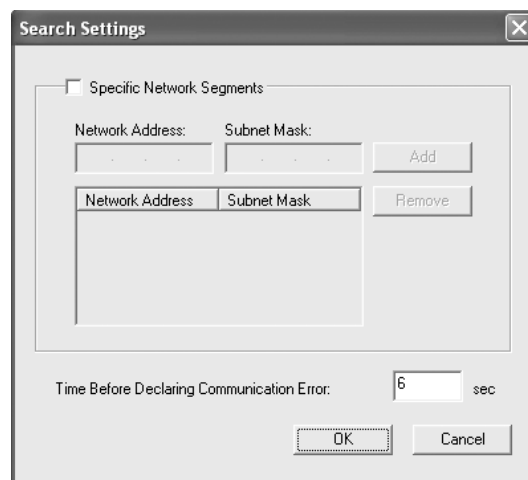 Search Settings
Specific Network Segments
Network Address: Subnet Mask:
. . . . . . Add
Network Address Subnet Mask Remove
Time Before Declaring Communication Error: 6 sec
OK Cancel